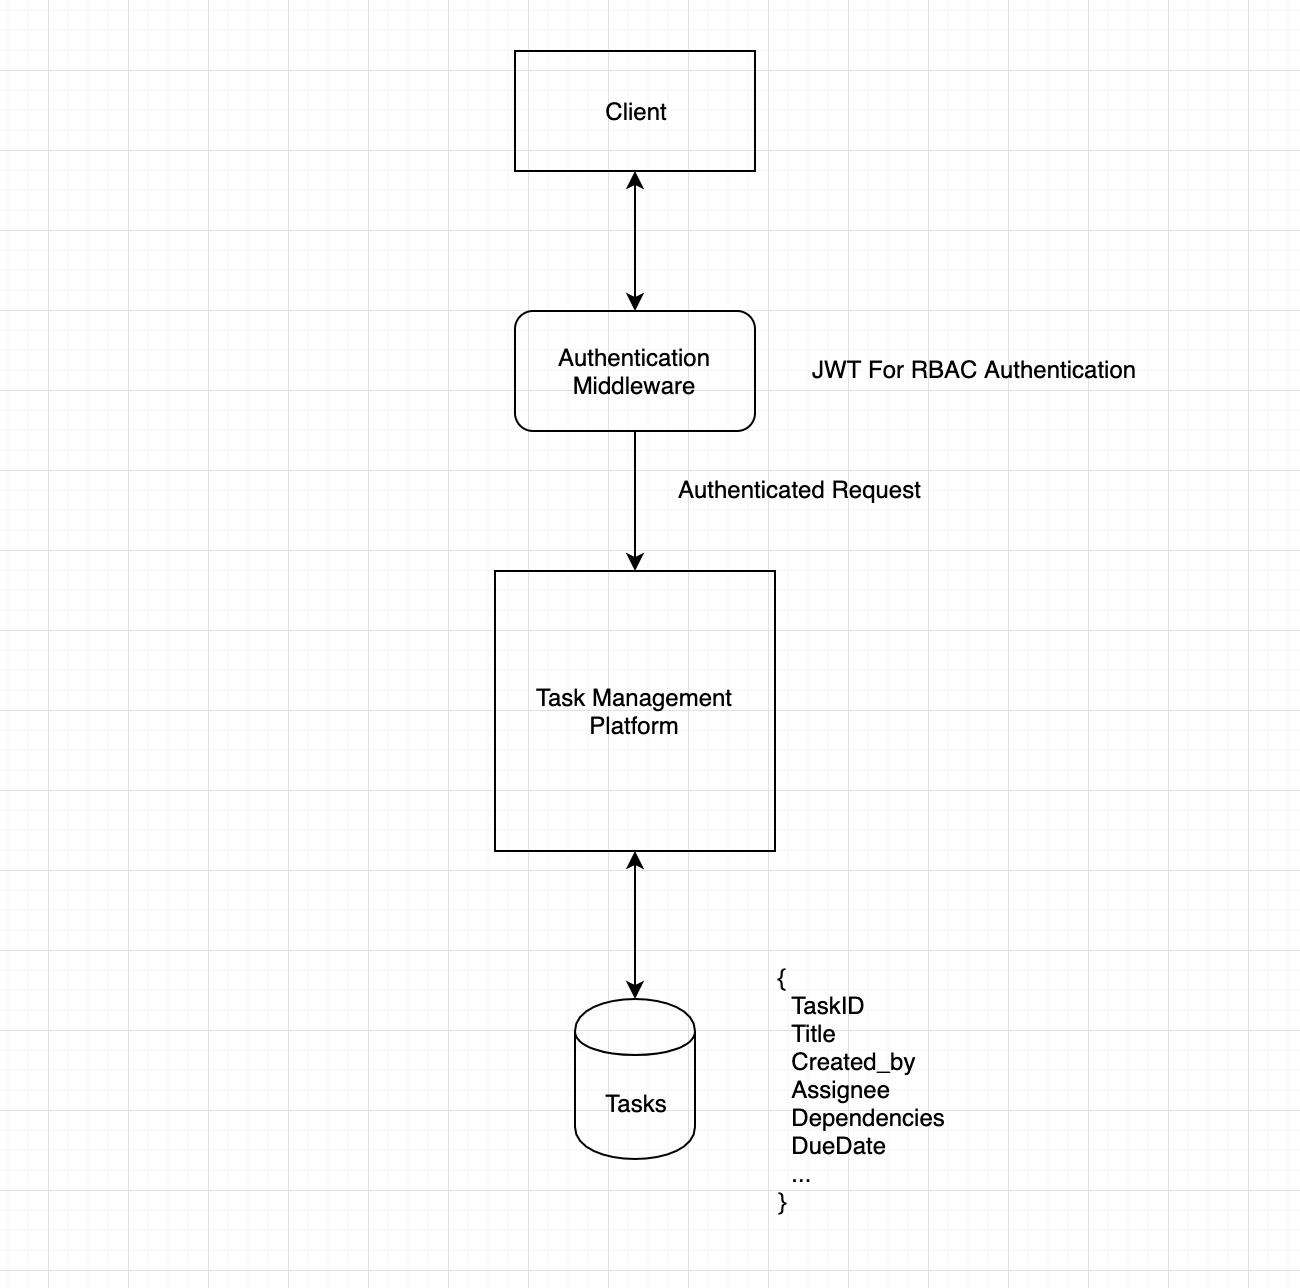 Client
Authentication
Middleware
JWT For RBAC Authentication
Authenticated Request
Task Management
Platform
Tasks
{
TaskID
Title
Created_by
Assignee
Dependencies
DueDate
...
}